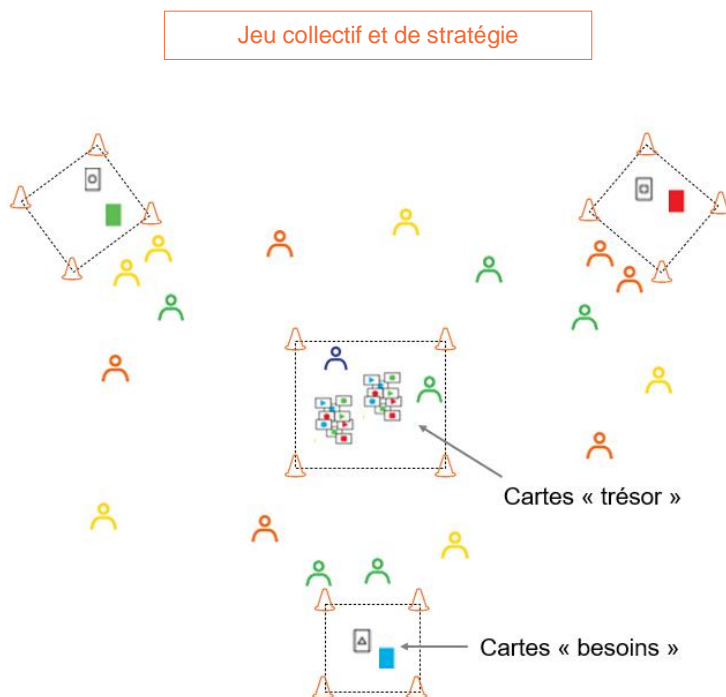 Jeu collectif et de stratégie
Cartes « trésor »
Cartes « besoins »